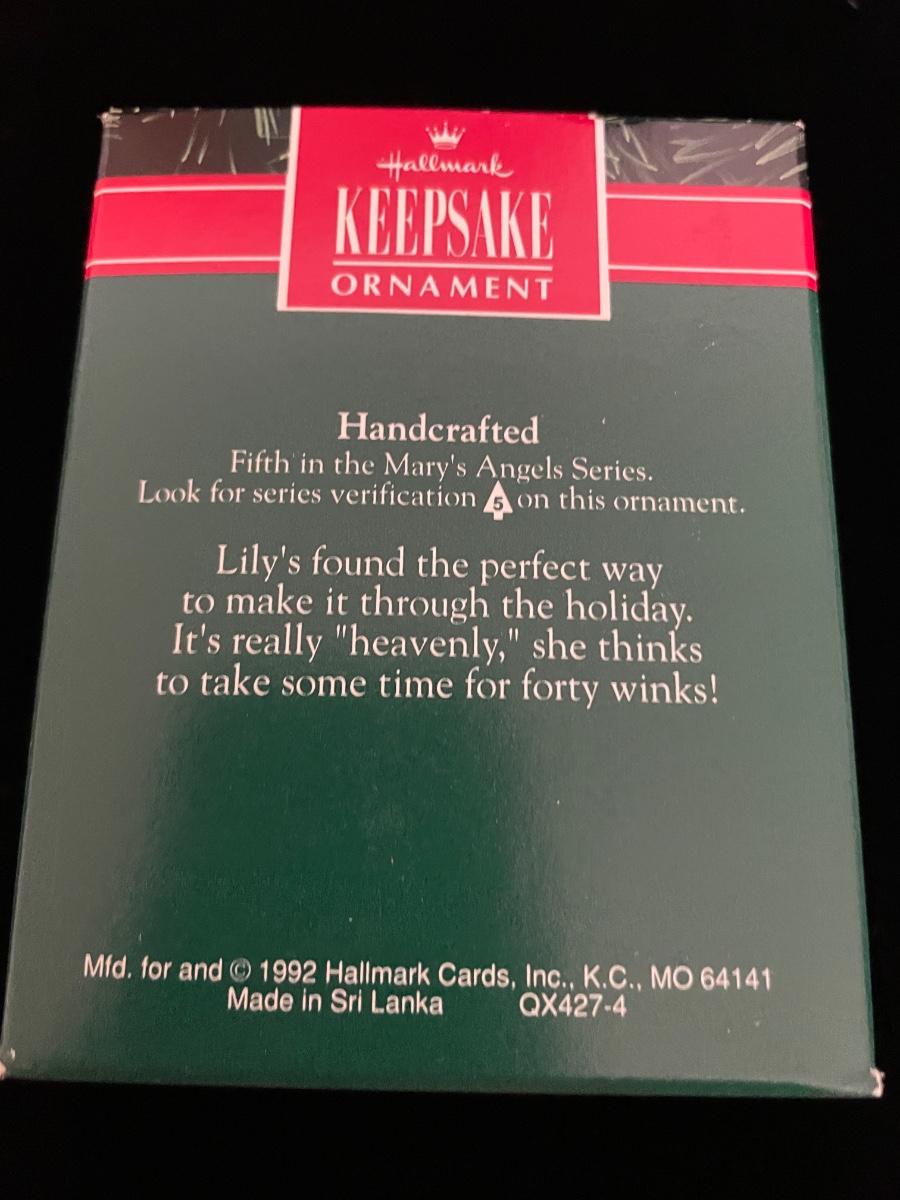 Hallmark
KEEPSAKE
ORNAMENT
Handcrafted
Fifth in the Mary's Angels Series.
Look for series verification 5 on this ornament.
Lily's found the perfect way
to make it through the holiday.
It's really "heavenly," she thinks
to take some time for forty winks!
Mfd. for and © 1992 Hallmark Cards, Inc., K.C., MO 64141
Made in Sri Lanka QX427-4